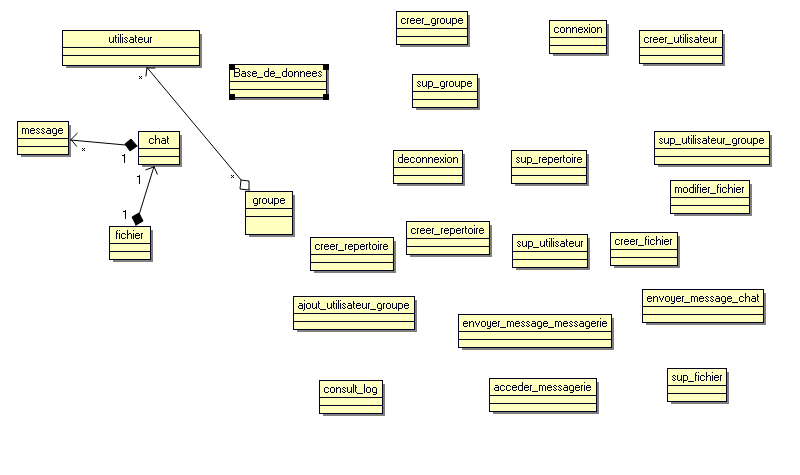 creer_groupe
connexion
utilisateur
creer_utilisateur
Base_de_donnees
*
sup_groupe
message
chat
*
1
sup_utilisateur_groupe
deconnexion
sup_repertoire
1
*
modifier_fichier
groupe
1
fichier
creer_repertoire
creer_repertoire
sup_utilisateur
creer_fichier
ajout_utilisateur_groupe
envoyer_message_chat
envoyer_message_messagerie
consult_log
acceder_messagerie
sup_fichier